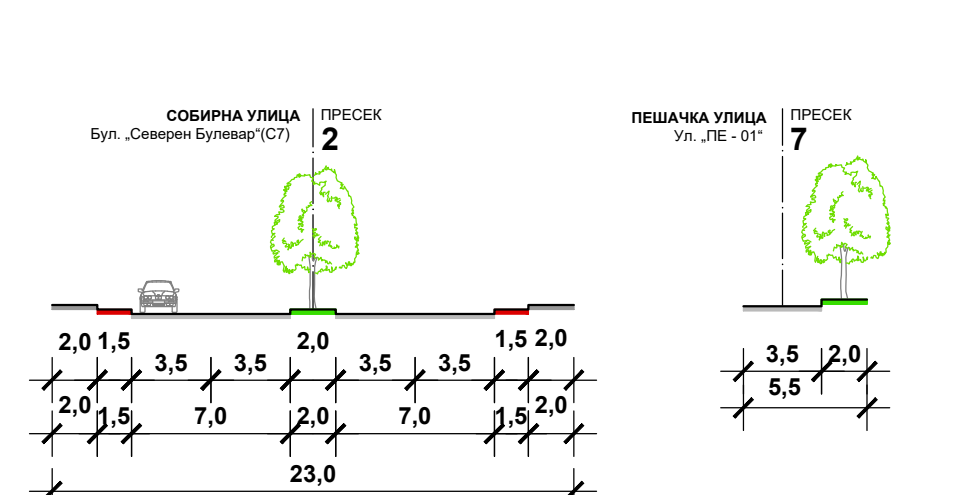 СОБИРНА УЛИЦА
Бул. „Северен Булевар“(С7)
ПРЕСЕК
2
2,0 1,5 2,0 1,5 2,0
3,5 3,5 3,5 3,5
2,0 1,5 7,0 2,0 7,0 1,5 2,0
23,0
ПЕШАЧКА УЛИЦА
Ул. „ПЕ - 01“
ПРЕСЕК
7
3,5 2,0
5,5